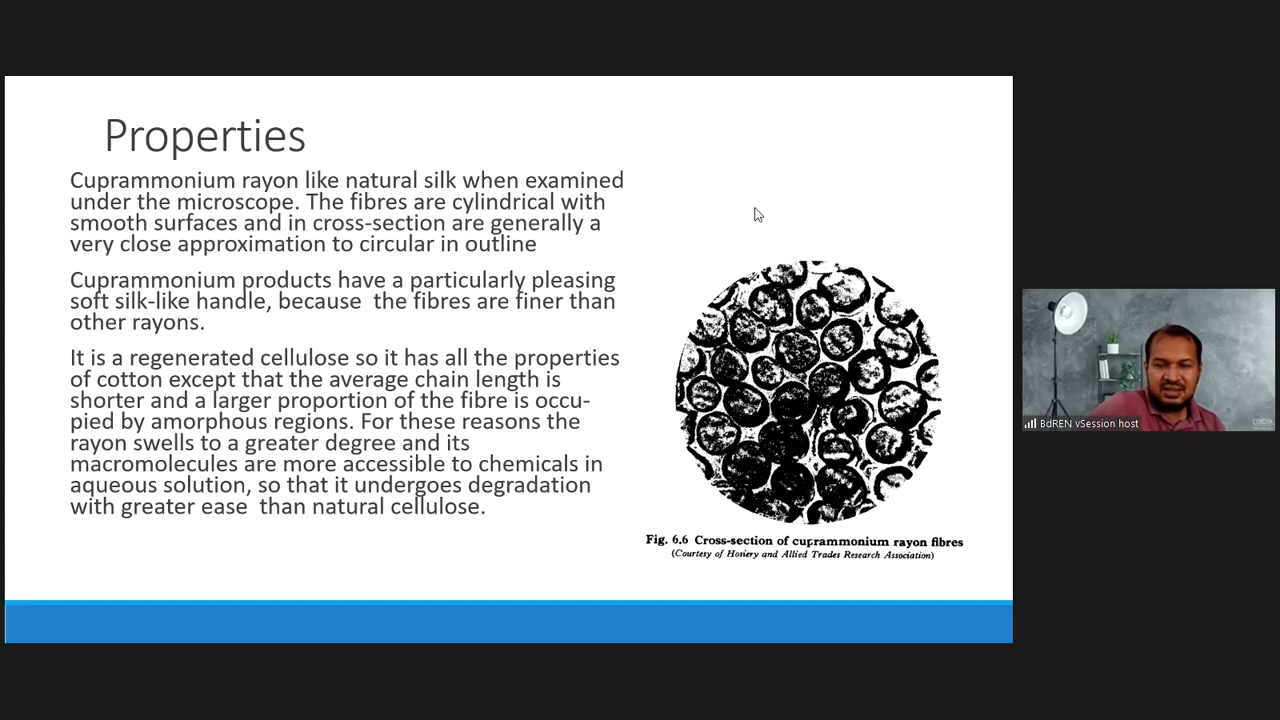 Properties
Cuprammonium rayon like natural silk when examined
under the microscope. The fibres are cylindrical with
smooth surfaces and in cross-section are generally a
very close approximation to circular in outline
Cuprammonium products have a particularly pleasing
soft silk-like handle, because  the fibres are finer than
other rayons.
It is a regenerated cellulose so it has all the properties
of cotton except that the average chain length is
shorter and a larger proportion of the fibre is occu-
pied by amorphous regions. For these reasons the
rayon swells to a greater degree and its
macromolecules are more accessible to chemicals in
aqueous solution, so that it undergoes degradation
with greater ease  than natural cellulose.
Fig. 6.6 Cross-section of cuprammonium rayon fibres
(Courtesy of Hosiery and Allied Trades Research Association)
BdREN vSession host